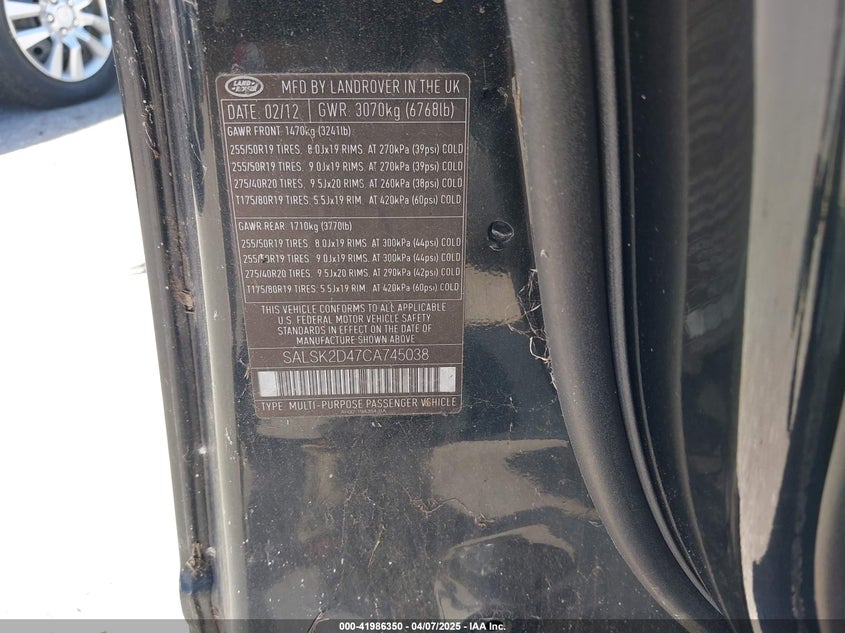 LAND ROVER
MFD BY LANDROVER IN THE UK
DATE: 02/12 GWR: 3070kg (6768lb)
GAWR FRONT: 1470kg (3241lb)
255/50R19 TIRES. 8.0Jx19 RIMS. AT 270kPa (39psi) COLD
255/50R19 TIRES. 9.0Jx19 RIMS. AT 270kPa (39psi) COLD
275/40R20 TIRES. 9.5Jx20 RIMS. AT 260kPa (38psi) COLD
T175/80R19 TIRES. 5.5Jx19 RIM. AT 420kPa (60psi) COLD
GAWR REAR: 1710kg (3770lb)
255/50R19 TIRES. 8.0Jx19 RIMS. AT 300kPa (44psi) COLD
255/50R19 TIRES. 9.0Jx19 RIMS. AT 300kPa (44psi) COLD
275/40R20 TIRES. 9.5Jx20 RIMS. AT 290kPa (42psi) COLD
T175/80R19 TIRES: 5.5Jx19 RIM. AT 420kPa (60psi) COLD
THIS VEHICLE CONFORMS TO ALL APPLICABLE
U.S. FEDERAL MOTOR VEHICLE SAFETY
STANDARDS IN EFFECT ON THE DATE OF
MANUFACTURE SHOWN ABOVE
SALSK2D47CA745038
TYPE: MULTI-PURPOSE PASSENGER VEHICLE
000-41986350 - 04/07/2025 - IAA Inc.